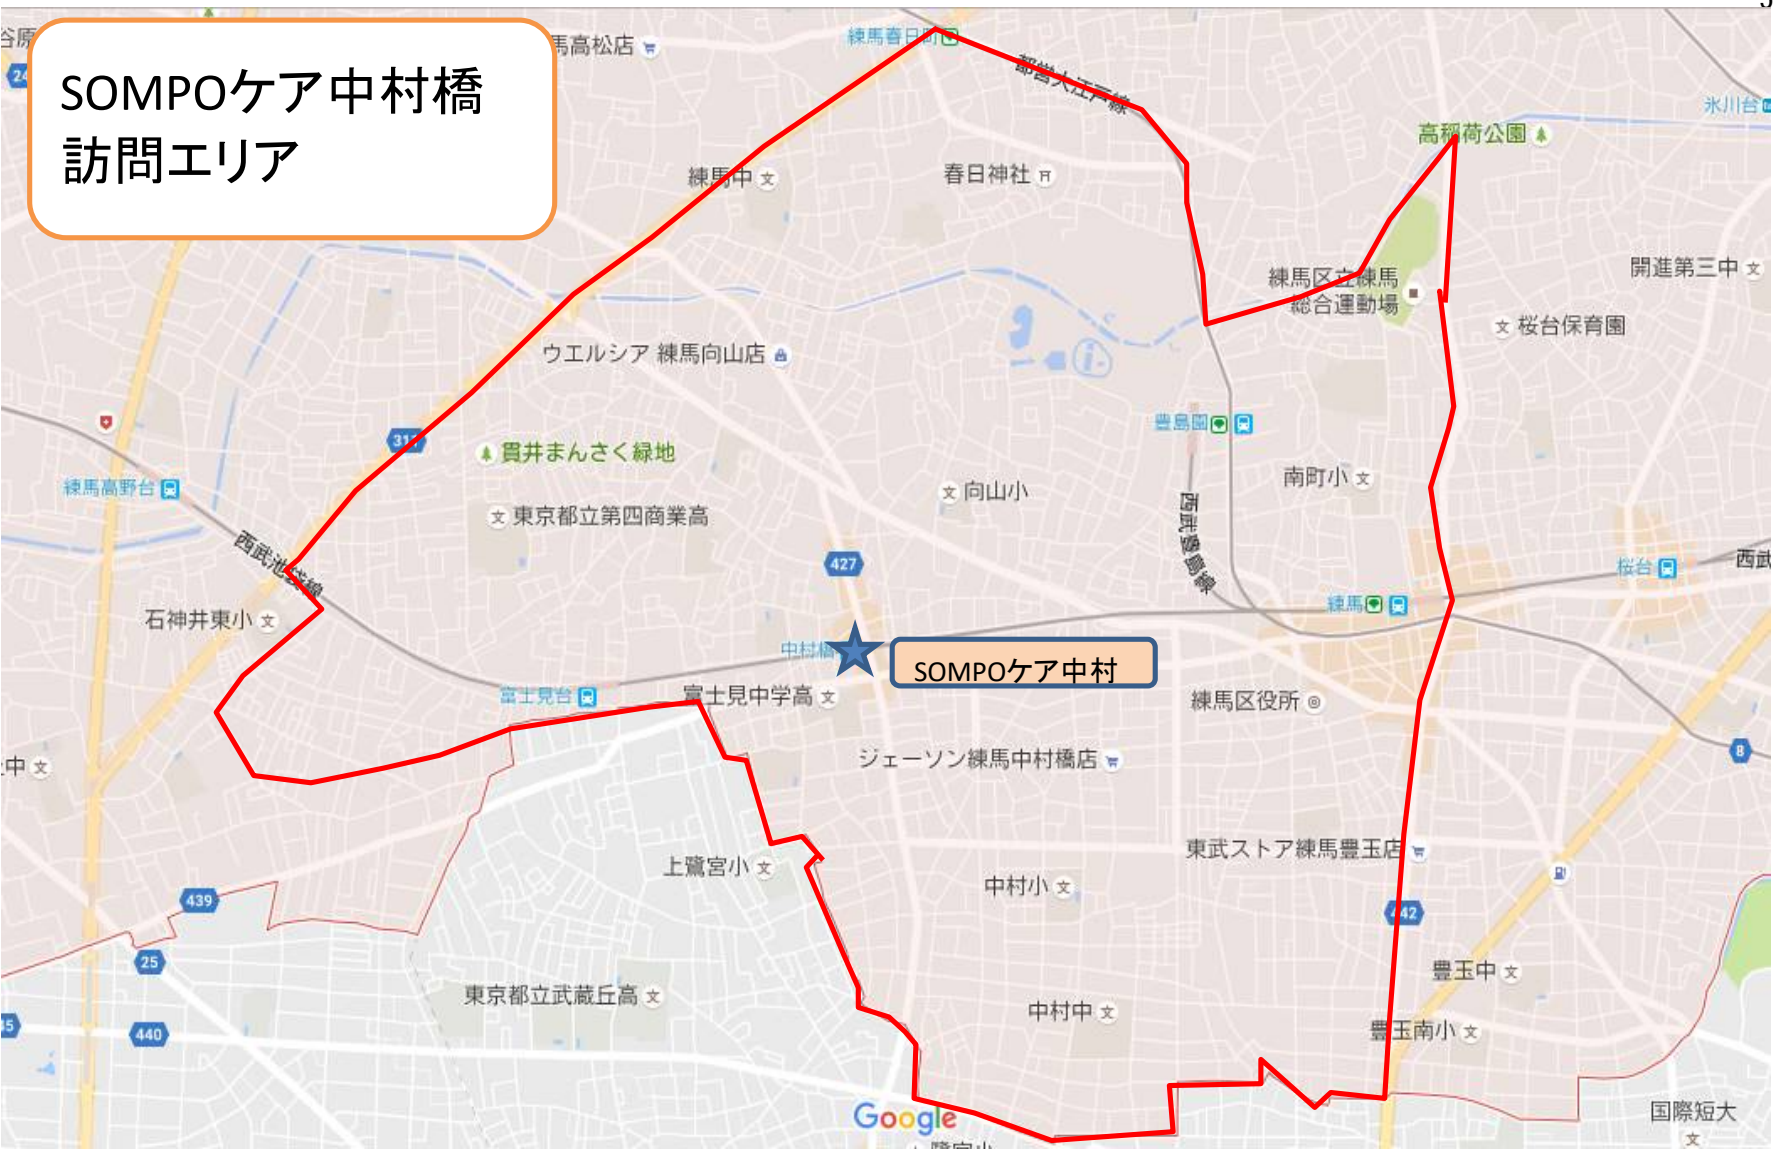 SOMPOケア中村橋
訪問エリア
馬高松店
練馬春日町
都営大江戸線
氷川台
高稲荷公園
練馬中
春日神社
開進第三中
練馬区立練馬
総合運動場
桜台保育園
ウエルシア 練馬向山店
豊島園
貫井まんさく緑地
練馬高野台
東京都立第四商業高
向山小
南町小
西武豊島線
西武池袋線
427
桜台
西武
石神井東小
練馬
中村橋
SOMPOケア中村
富士見台
富士見中学高
練馬区役所
8
中
ジェーソン練馬中村橋店
東武ストア練馬豊玉店
上鷺宮小
中村小
439
442
25
豊玉中
東京都立武蔵丘高
中村中
440
豊玉南小
Google
国際短大